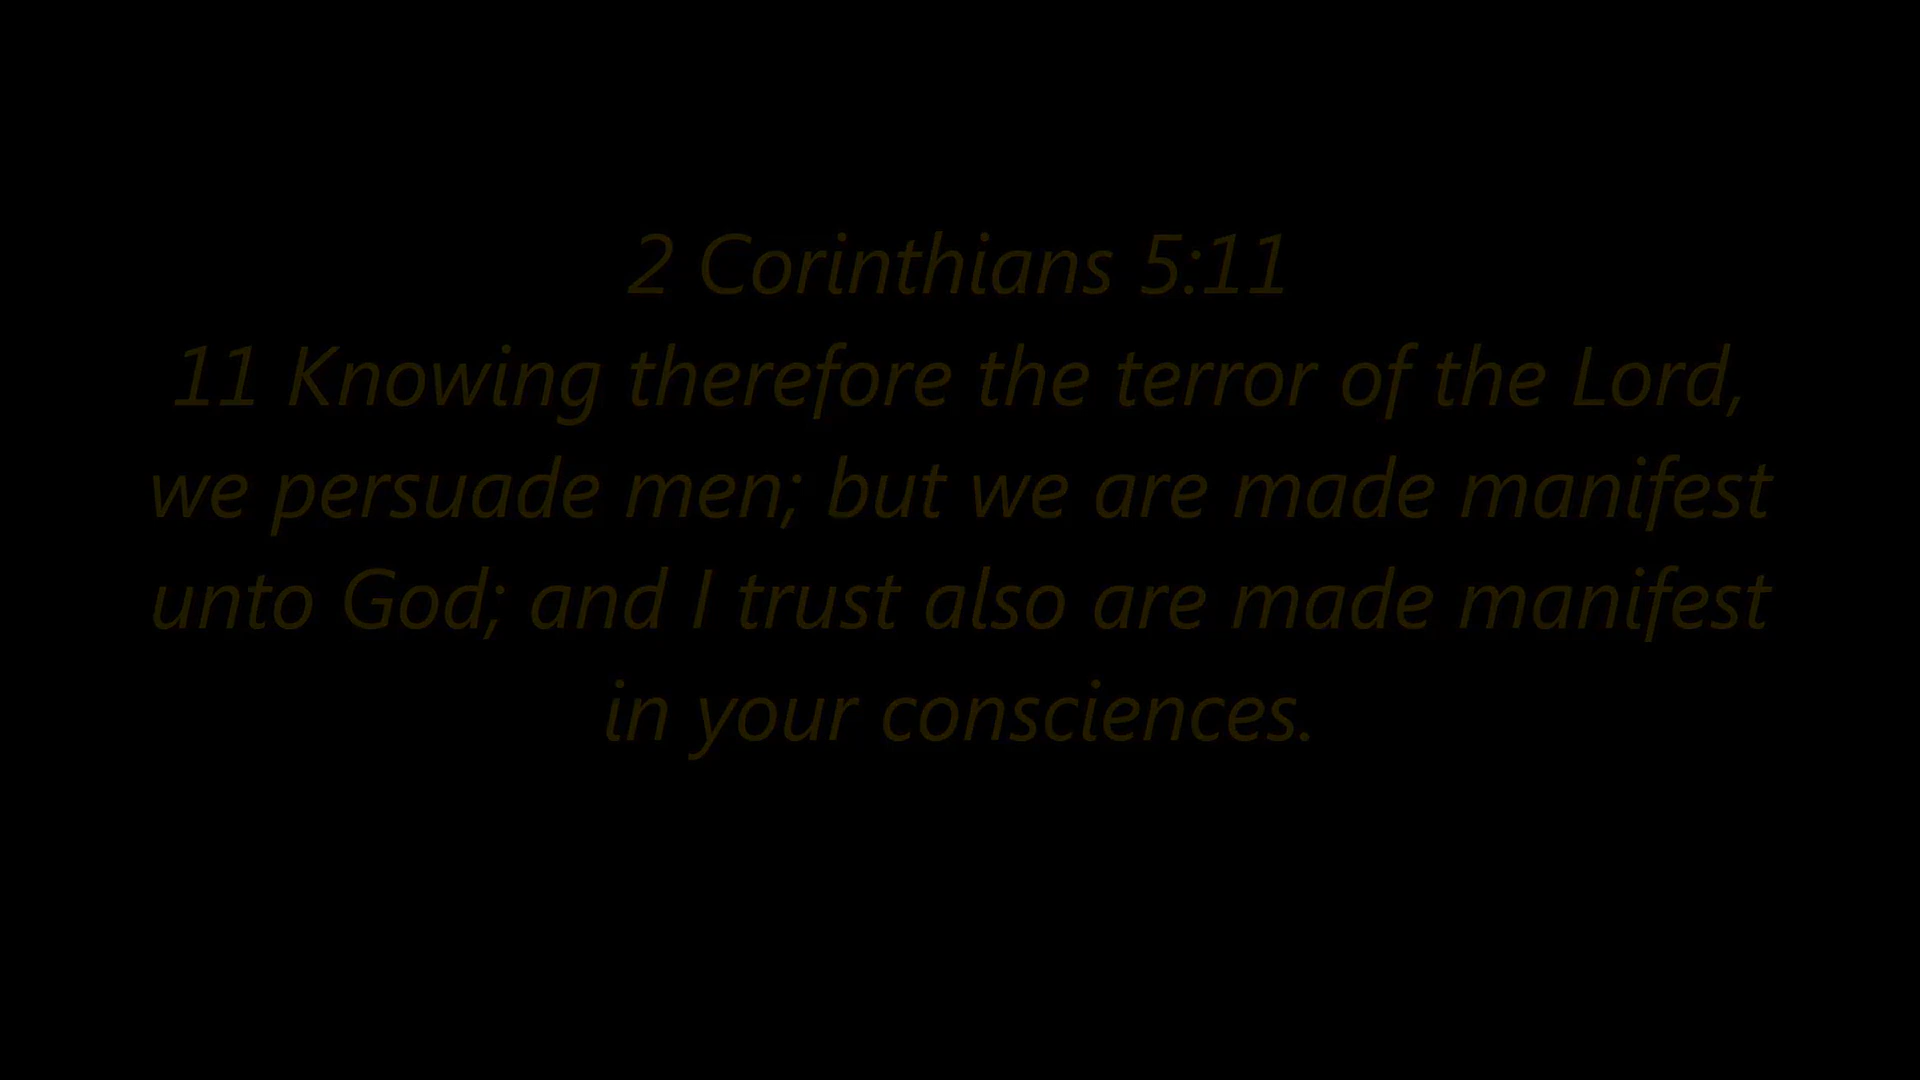 2 Corinthians 5:11
11 Knowing therefore the terror of the Lord,
we persuade men; but we are made manifest
unto God; and I trust also are made manifest
in your consciences.